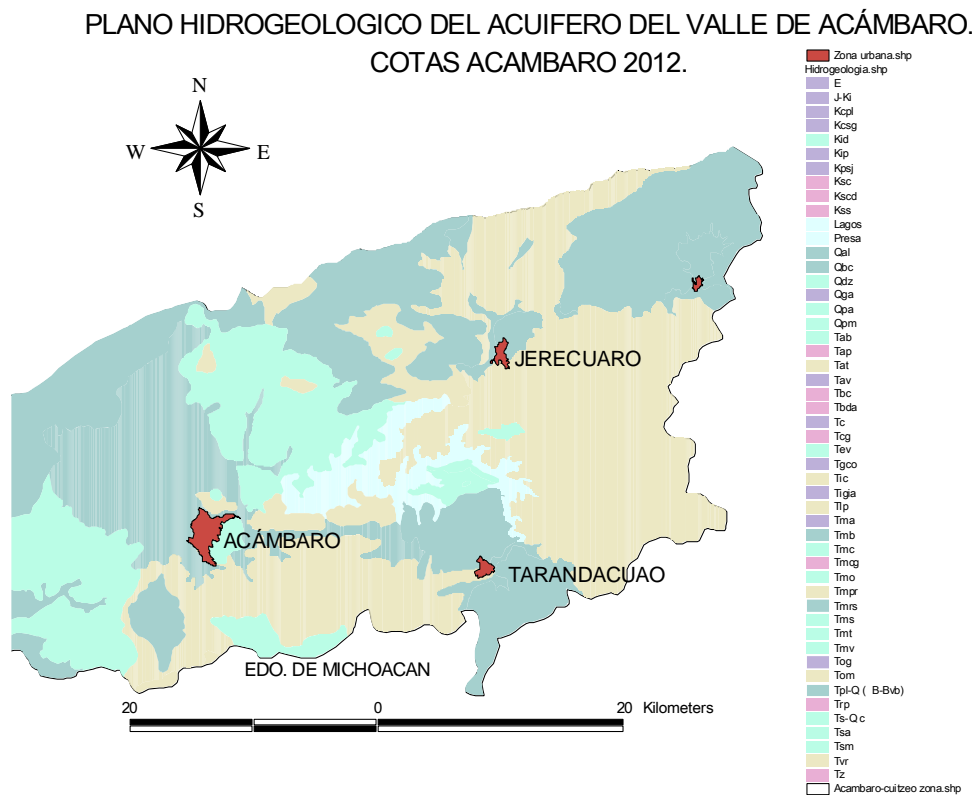 PLANO HIDROGEOLOGICO DEL ACUIFERO DEL VALLE DE ACÁMBARO.
COTAS ACAMBARO 2012.
N
W
E
S
JERECUARO
ACÁMBARO
TARANDACUAO
EDO. DE MICHOACAN
20
0
20 Kilometers
Zona urbana.shp
Hidrogeologia.shp
E
J-Ki
Kcpl
Kcsg
Kid
Kip
Kpsj
Ksc
Kscd
Kss
Lagos
Presa
Qal
Qbc
Qdz
Qga
Qpa
Qpm
Tab
Tap
Tat
Tav
Tbc
Tbda
Tc
Tcg
Tev
Tgco
Tic
Tigia
Tlp
Tma
Tmb
Tmc
Tmcg
Tmo
Tmpr
Tmrs
Tms
Tmt
Tmv
Tog
Tom
Tpl-Q ( B-Bvb)
Trp
Ts-Qc
Tsa
Tsm
Tvr
Tz
Acambaro-cuitzeo zona.shp